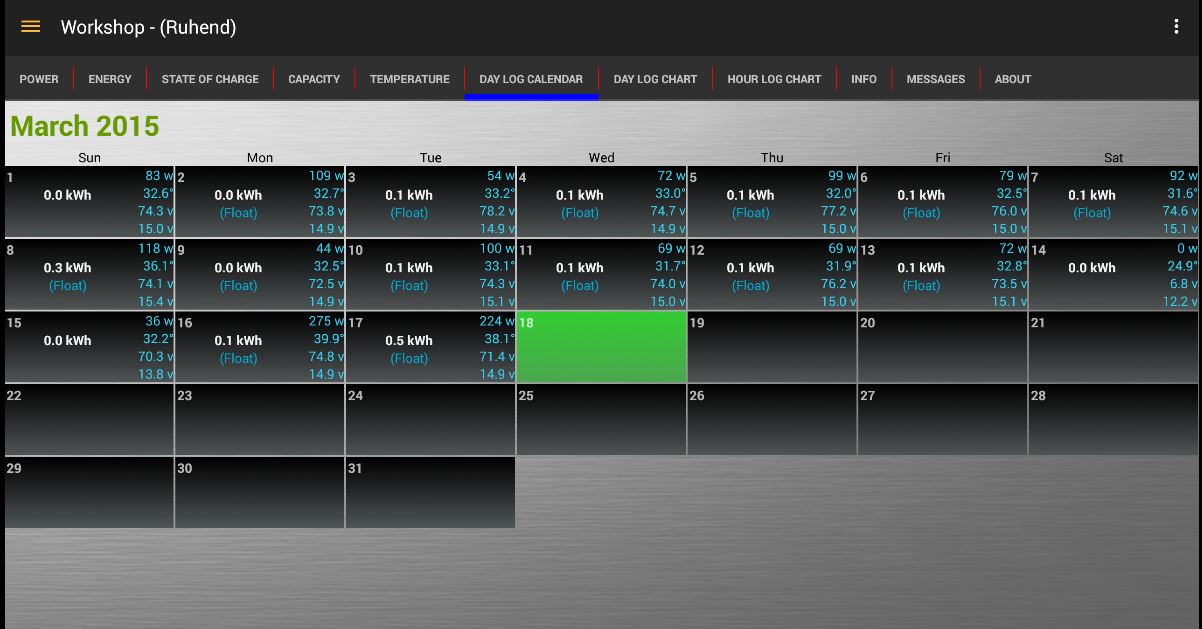 Workshop - (Ruhend)
POWER ENERGY STATE OF CHARGE CAPACITY TEMPERATURE DAY LOG CALENDAR DAY LOG CHART HOUR LOG CHART INFO MESSAGES ABOUT
March 2015
Sun Mon Tue Wed Thu Fri Sat
1 83 w 2 109 w 3 54 w 4 72 w 5 99 w 6 79 w 7 92 w
0.0 kWh 32.6° 0.0 kWh 32.7° 0.1 kWh 33.2° 0.1 kWh 33.0° 0.1 kWh 32.0° 0.1 kWh 32.5° 0.1 kWh 31.6°
74.3 v (Float) 73.8 v (Float) 78.2 v (Float) 74.7 v (Float) 77.2 v (Float) 76.0 v (Float) 74.6 v
15.0 v 14.9 v 14.9 v 14.9 v 15.0 v 15.0 v 15.1 v
8 118 w 9 44 w 10 100 w 11 69 w 12 69 w 13 72 w 14 0 w
0.3 kWh 36.1° 0.0 kWh 32.5° 0.1 kWh 33.1° 0.1 kWh 31.7° 0.1 kWh 31.9° 0.1 kWh 32.8° 0.0 kWh 24.9°
(Float) 74.1 v (Float) 72.5 v (Float) 74.3 v (Float) 74.0 v (Float) 76.2 v (Float) 73.5 v 6.8 v
15.4 v 14.9 v 15.1 v 15.0 v 15.0 v 15.1 v 12.2 v
15 36 w 16 275 w 17 224 w 18 19 20 21
0.0 kWh 32.2° 0.1 kWh 39.9° 0.5 kWh 38.1°
70.3 v (Float) 74.8 v (Float) 71.4 v
13.8 v 14.9 v 14.9 v
22 23 24 25 26 27 28
29 30 31